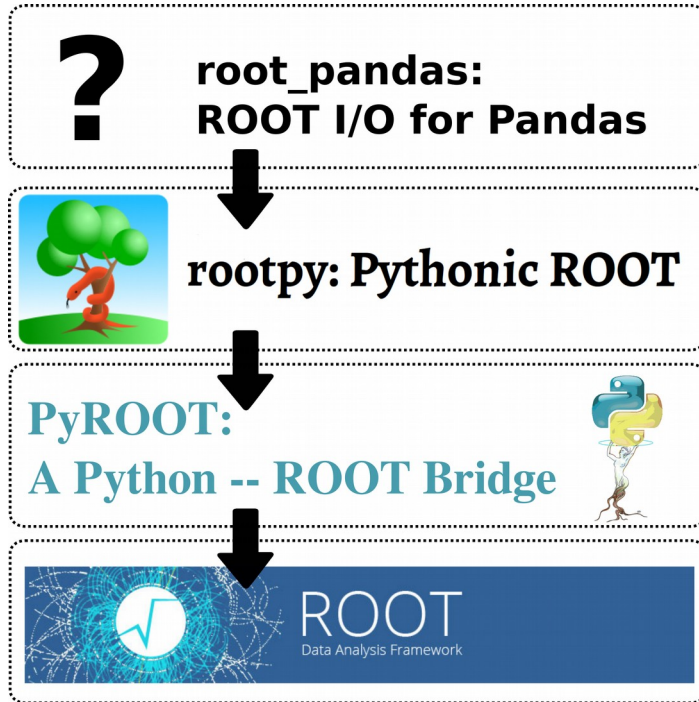 ?
root_pandas:
ROOT I/O for Pandas
rootpy: Pythonic ROOT
PyROOT:
A Python -- ROOT Bridge
ROOT
Data Analysis Framework